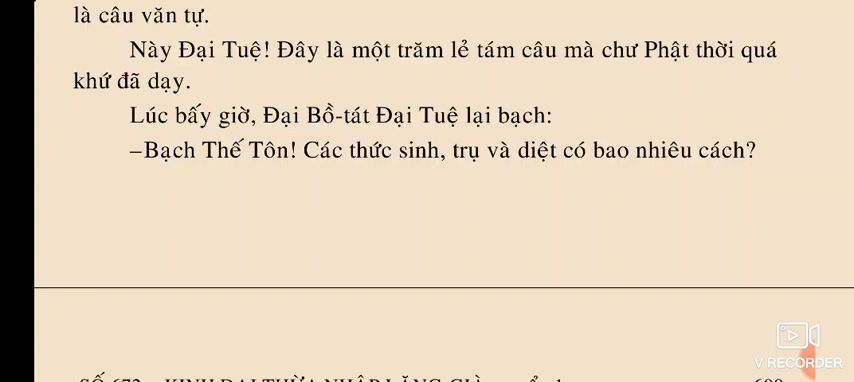 là câu văn tự.
Này Đại Tuệ! Đây là một trăm lẻ tám câu mà chư Phật thời quá
khứ đã dạy.
Lúc bấy giờ, Đại Bồ-tát Đại Tuệ lại bạch:
–Bạch Thế Tôn! Các thức sinh, trụ và diệt có bao nhiêu cách?
V RECORDER